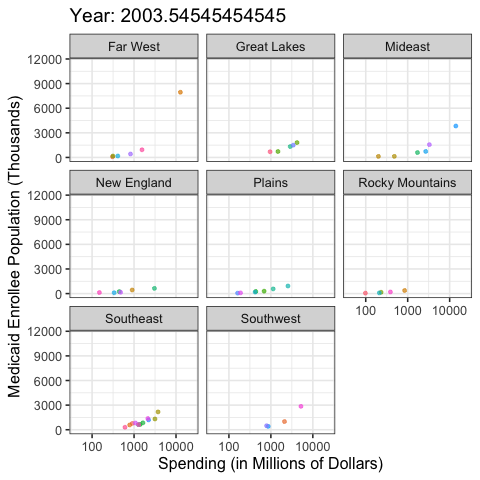 Year: 2003.54545454545
Far West
Great Lakes
Mideast
12000
9000
6000
3000
0
New England
Plains
Rocky Mountains
12000
9000
6000
3000
0
100
1000
10000
Southeast
Southwest
12000
9000
6000
3000
0
100
1000
10000
100
1000
10000
Spending (in Millions of Dollars)
Medicaid Enrollee Population (Thousands)